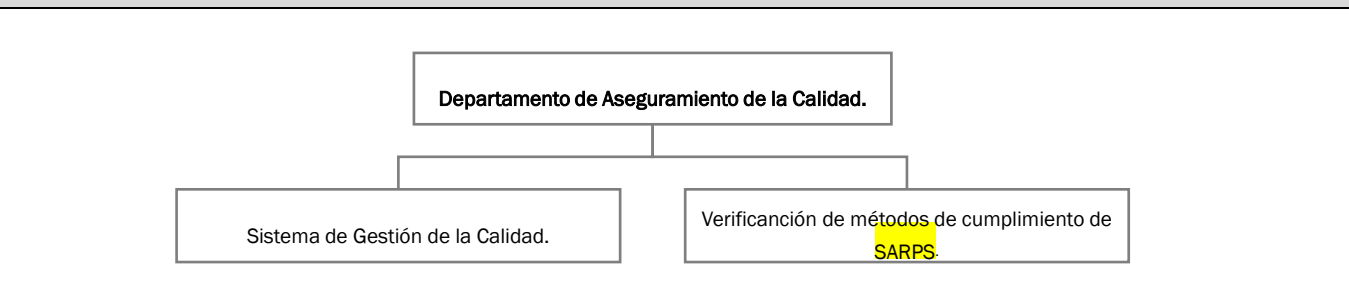 Departamento de Aseguramiento de la Calidad.
Sistema de Gestión de la Calidad.
Verificanción de métodos de cumplimiento de
SARPS.